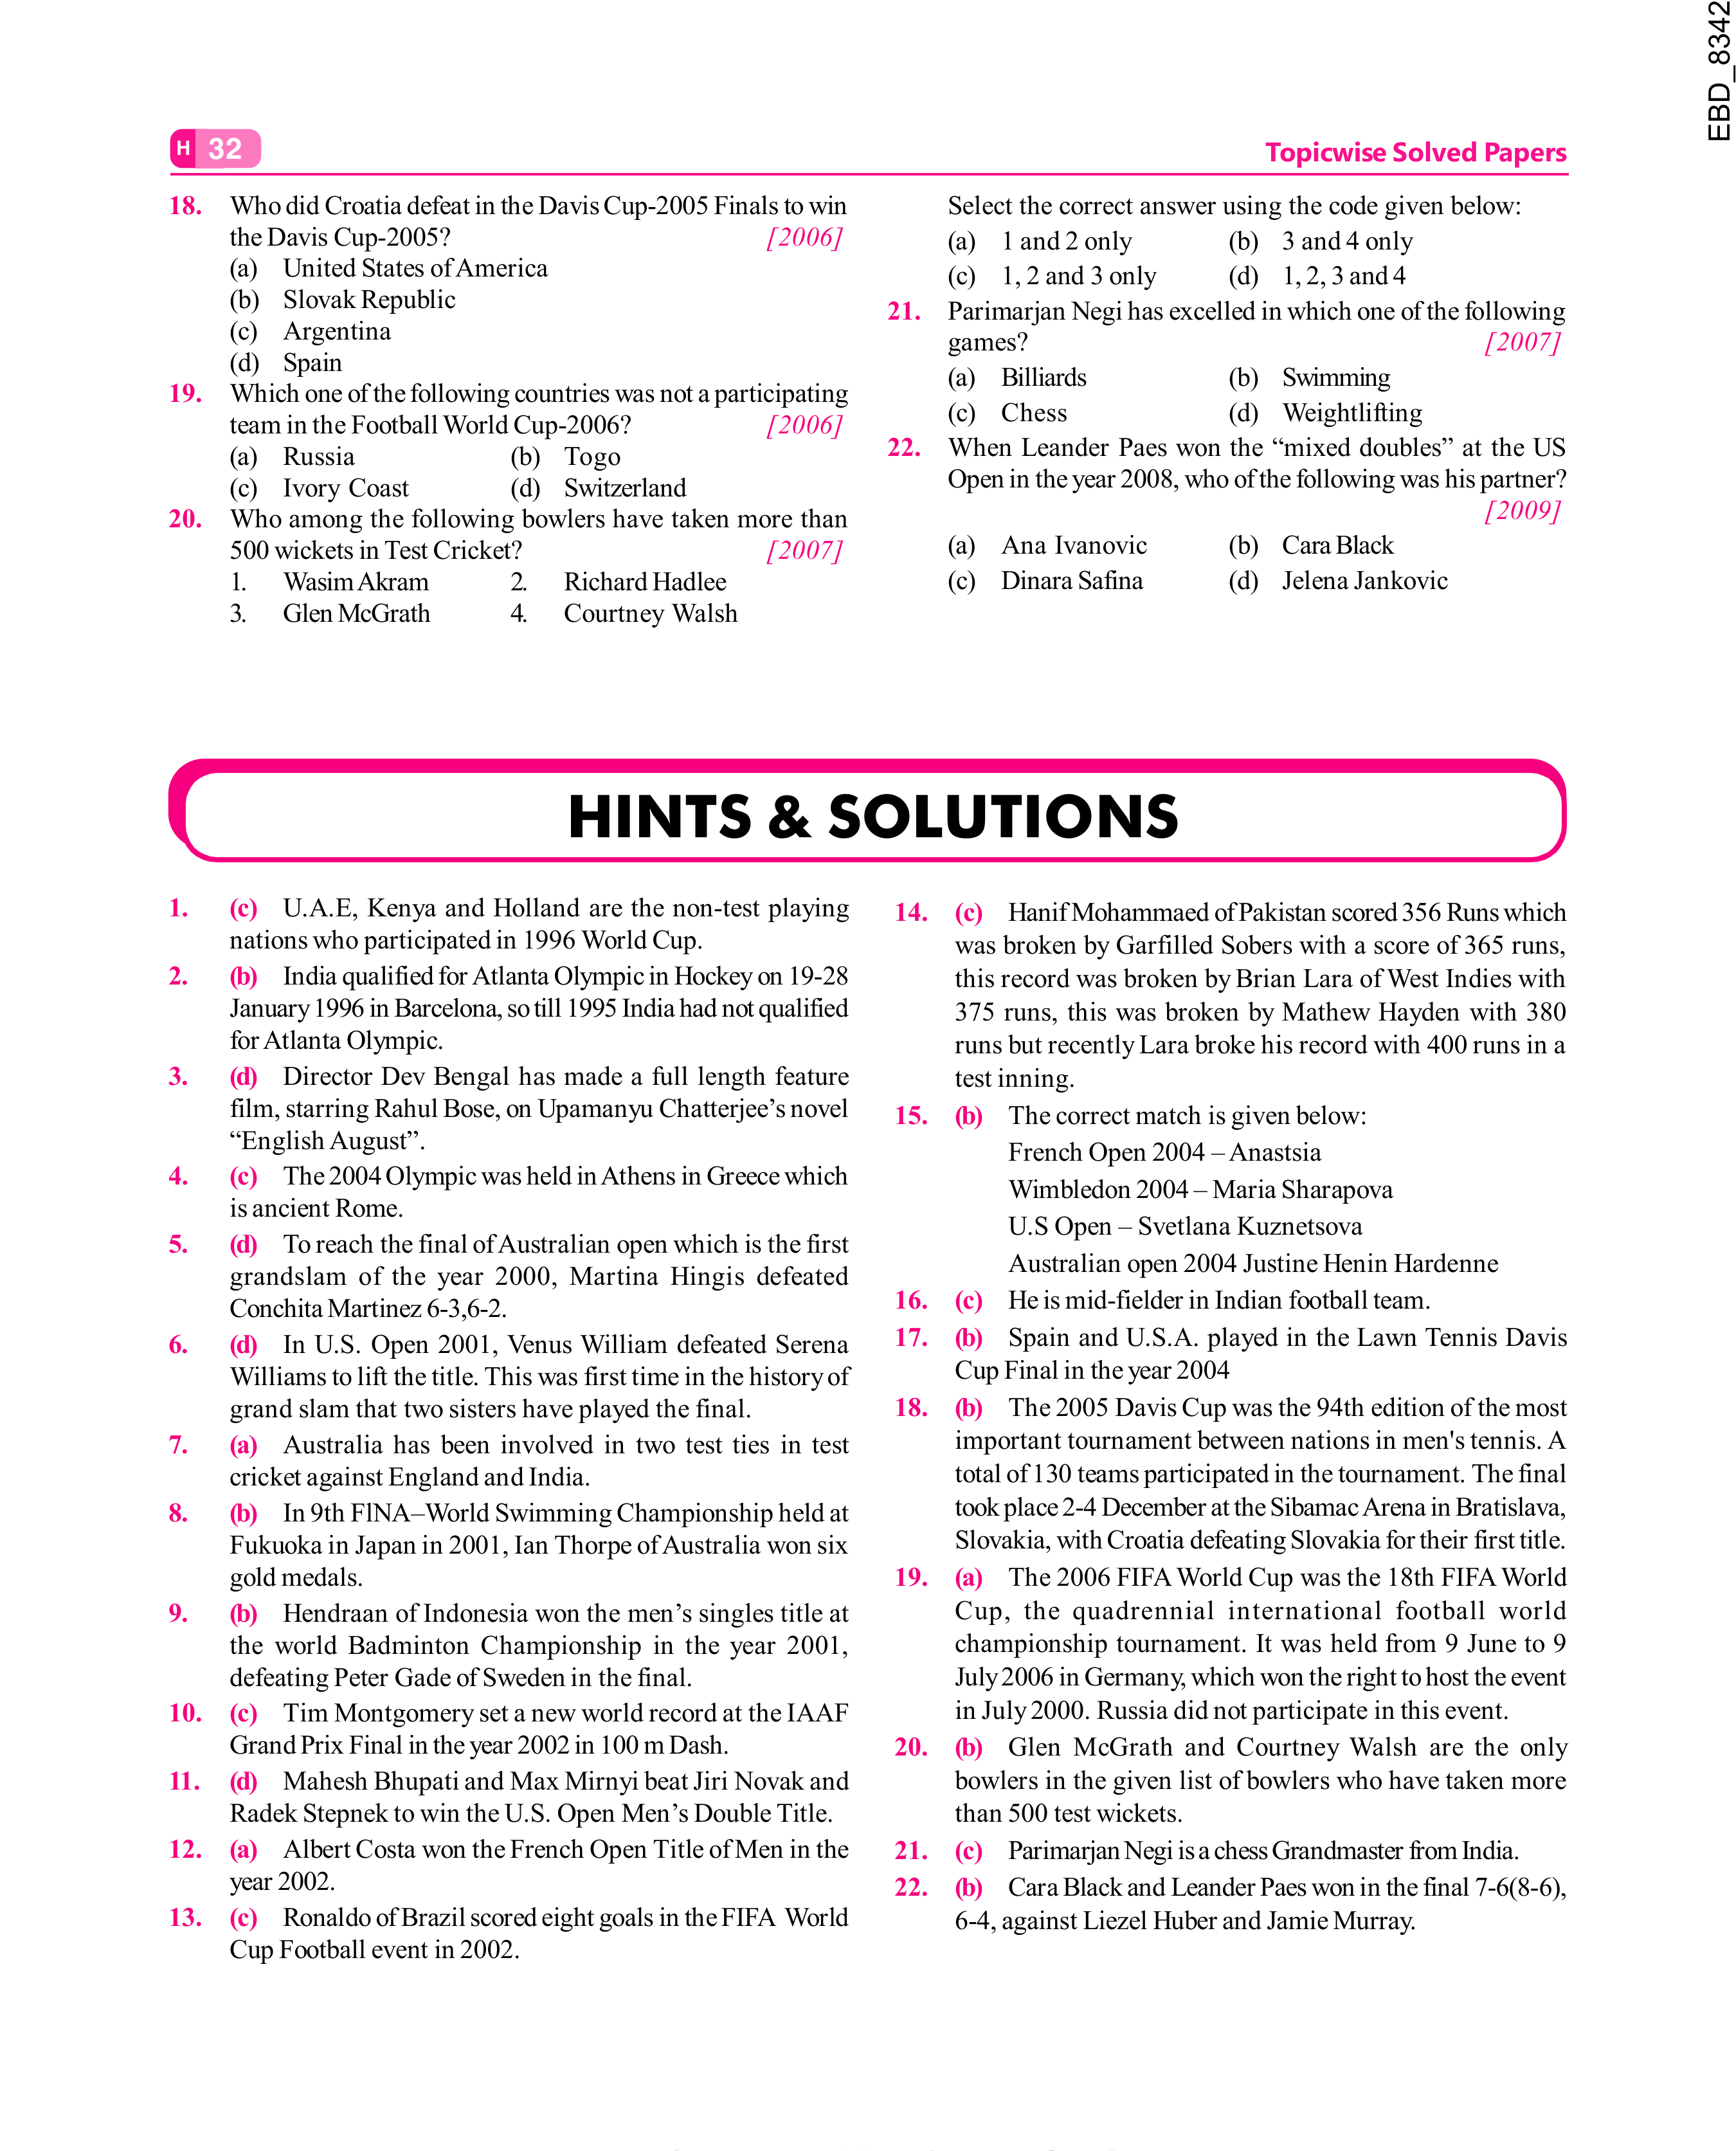 EBD_8342
H 32
Topicwise Solved Papers
18. Who did Croatia defeat in the Davis Cup-2005 Finals to win
the Davis Cup-2005? [2006]
(a) United States of America
(b) Slovak Republic
(c) Argentina
(d) Spain
19. Which one of the following countries was not a participating
team in the Football World Cup-2006? [2006]
(a) Russia (b) Togo
(c) Ivory Coast (d) Switzerland
20. Who among the following bowlers have taken more than
500 wickets in Test Cricket? [2007]
1. Wasim Akram 2. Richard Hadlee
3. Glen McGrath 4. Courtney Walsh
Select the correct answer using the code given below:
(a) 1 and 2 only (b) 3 and 4 only
(c) 1, 2 and 3 only (d) 1, 2, 3 and 4
21. Parimarjan Negi has excelled in which one of the following
games? [2007]
(a) Billiards (b) Swimming
(c) Chess (d) Weightlifting
22. When Leander Paes won the “mixed doubles” at the US
Open in the year 2008, who of the following was his partner?
[2009]
(a) Ana Ivanovic (b) Cara Black
(c) Dinara Safina (d) Jelena Jankovic
HINTS & SOLUTIONS
1. (c) U.A.E, Kenya and Holland are the non-test playing
nations who participated in 1996 World Cup.
2. (b) India qualified for Atlanta Olympic in Hockey on 19-28
January 1996 in Barcelona, so till 1995 India had not qualified
for Atlanta Olympic.
3. (d) Director Dev Bengal has made a full length feature
film, starring Rahul Bose, on Upamanyu Chatterjee’s novel
“English August”.
4. (c) The 2004 Olympic was held in Athens in Greece which
is ancient Rome.
5. (d) To reach the final of Australian open which is the first
grandslam of the year 2000, Martina Hingis defeated
Conchita Martinez 6-3,6-2.
6. (d) In U.S. Open 2001, Venus William defeated Serena
Williams to lift the title. This was first time in the history of
grand slam that two sisters have played the final.
7. (a) Australia has been involved in two test ties in test
cricket against England and India.
8. (b) In 9th FINA–World Swimming Championship held at
Fukuoka in Japan in 2001, Ian Thorpe of Australia won six
gold medals.
9. (b) Hendraan of Indonesia won the men’s singles title at
the world Badminton Championship in the year 2001,
defeating Peter Gade of Sweden in the final.
10. (c) Tim Montgomery set a new world record at the IAAF
Grand Prix Final in the year 2002 in 100 m Dash.
11. (d) Mahesh Bhupati and Max Mirnyi beat Jiri Novak and
Radek Stepnek to win the U.S. Open Men’s Double Title.
12. (a) Albert Costa won the French Open Title of Men in the
year 2002.
13. (c) Ronaldo of Brazil scored eight goals in the FIFA World
Cup Football event in 2002.
14. (c) Hanif Mohammaed of Pakistan scored 356 Runs which
was broken by Garfilled Sobers with a score of 365 runs,
this record was broken by Brian Lara of West Indies with
375 runs, this was broken by Mathew Hayden with 380
runs but recently Lara broke his record with 400 runs in a
test inning.
15. (b) The correct match is given below:
French Open 2004 – Anastsia
Wimbledon 2004 – Maria Sharapova
U.S Open – Svetlana Kuznetsova
Australian open 2004 Justine Henin Hardenne
16. (c) He is mid-fielder in Indian football team.
17. (b) Spain and U.S.A. played in the Lawn Tennis Davis
Cup Final in the year 2004
18. (b) The 2005 Davis Cup was the 94th edition of the most
important tournament between nations in men's tennis. A
total of 130 teams participated in the tournament. The final
took place 2-4 December at the Sibamac Arena in Bratislava,
Slovakia, with Croatia defeating Slovakia for their first title.
19. (a) The 2006 FIFA World Cup was the 18th FIFA World
Cup, the quadrennial international football world
championship tournament. It was held from 9 June to 9
July 2006 in Germany, which won the right to host the event
in July 2000. Russia did not participate in this event.
20. (b) Glen McGrath and Courtney Walsh are the only
bowlers in the given list of bowlers who have taken more
than 500 test wickets.
21. (c) Parimarjan Negi is a chess Grandmaster from India.
22. (b) Cara Black and Leander Paes won in the final 7-6(8-6),
6-4, against Liezel Huber and Jamie Murray.